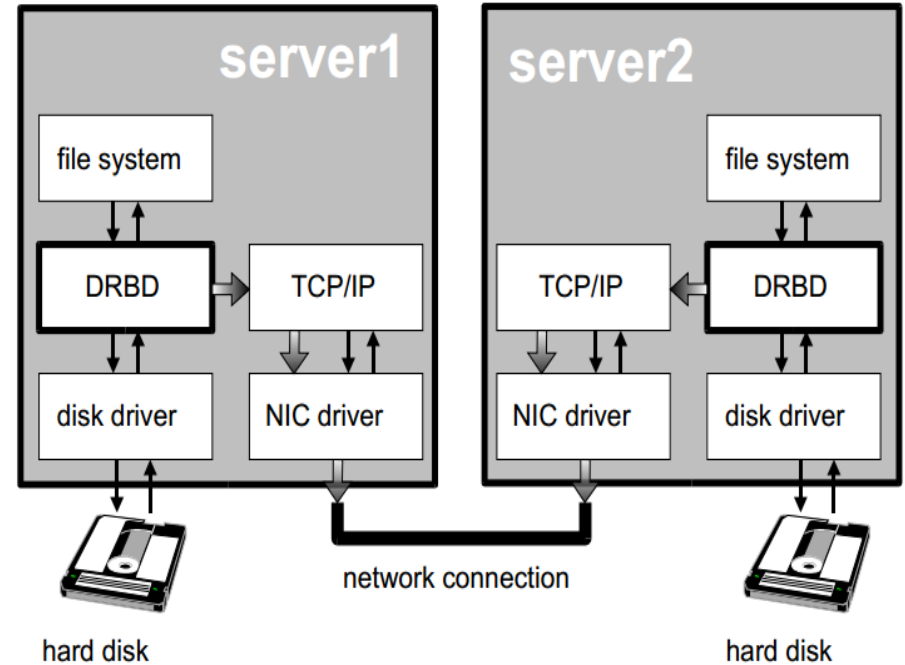 server1
server2
file system
file system
DRBD
TCP/IP
TCP/IP
DRBD
disk driver
NIC driver
NIC driver
disk driver
network connection
hard disk
hard disk